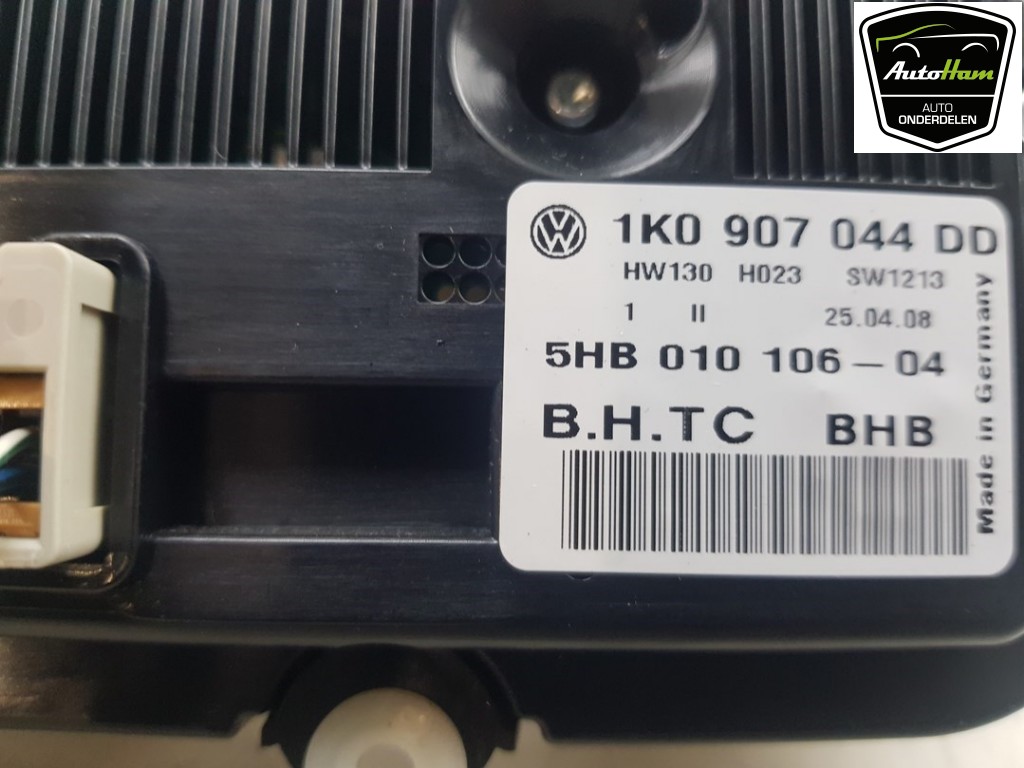 AutoHam
AUTO
ONDERDELEN
1K0 907 044 DD
HW130 H023 SW1213
1 II 25.04.08
5HB 010 106-04
B.H.TC BHB
Made in Germany